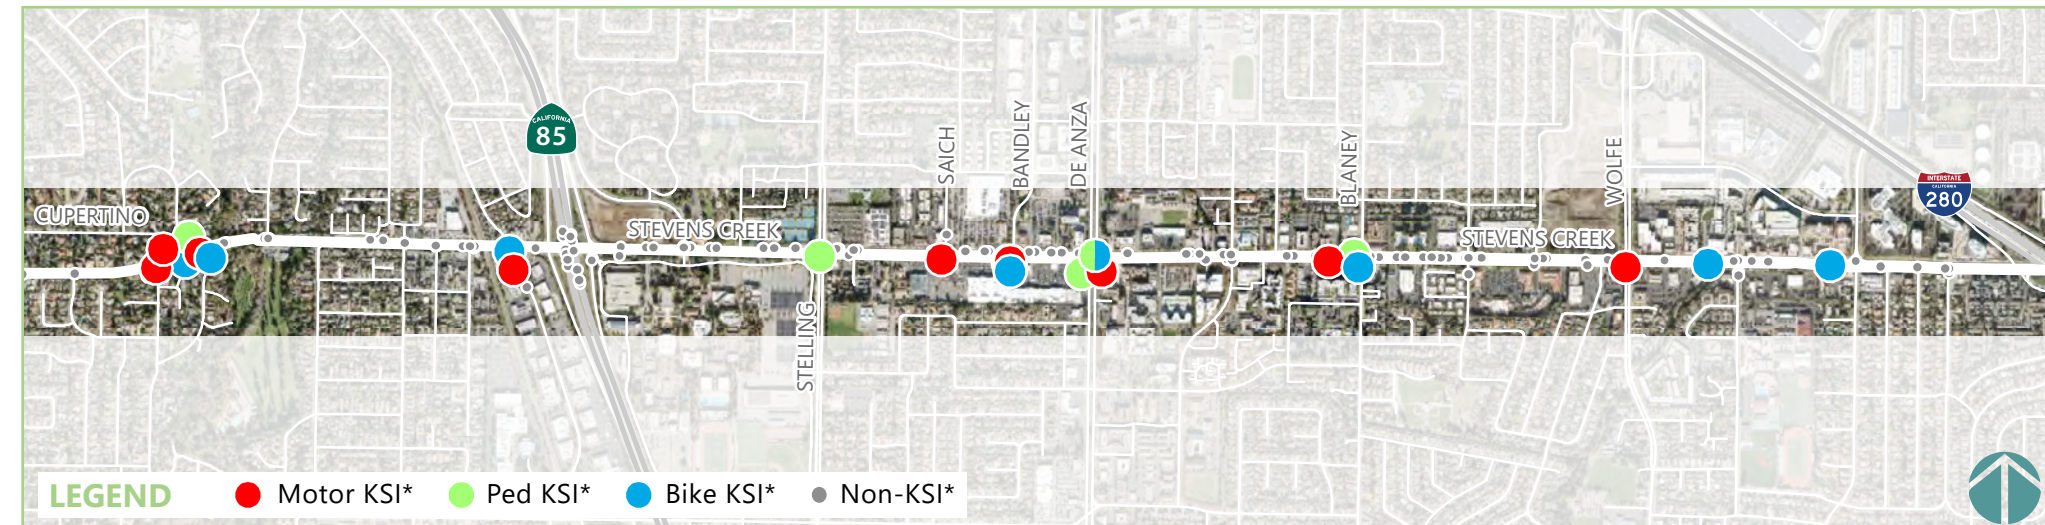 CALIFORNIA
85
SAICH
BANDLEY
DE ANZA
BLANEY
WOLFE
INTERSTATE
CALIFORNIA
280
CUPERTINO
STEVENS CREEK
STEVENS CREEK
STELLING
LEGEND
Motor KSI*
Ped KSI*
Bike KSI*
Non-KSI*